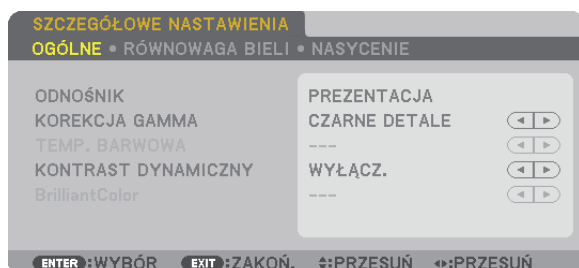 SZCZEGÓŁOWE NASTAWIENIA
OGÓLNE • RÓWNOWAGA BIELI • NASYCENIE
ODNOŚNIK PREZENTACJA
KOREKCJA GAMMA CZARNE DETALE
TEMP. BARWOWA ---
KONTRAST DYNAMICZNY WYŁĄCZ.
BrilliantColor ---
ENTER:WYBÓR EXIT:ZAKOŃ. :PRZESUŃ :PRZESUŃ